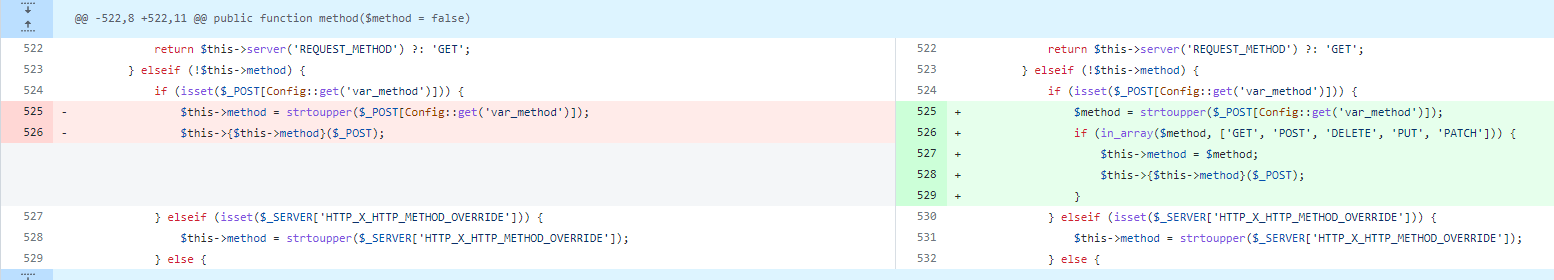 @@ -522,8 +522,11 @@ public function method($method = false)
522 return $this->server('REQUEST_METHOD') ?: 'GET';
523 } elseif (!$this->method) {
524 if (isset($_POST[Config::get('var_method')])) {
525 - $this->method = strtoupper($_POST[Config::get('var_method')]);
526 - $this->{$this->method}($_POST);
527 } elseif (isset($_SERVER['HTTP_X_HTTP_METHOD_OVERRIDE'])) {
528 $this->method = strtoupper($_SERVER['HTTP_X_HTTP_METHOD_OVERRIDE']);
529 } else {
522 return $this->server('REQUEST_METHOD') ?: 'GET';
523 } elseif (!$this->method) {
524 if (isset($_POST[Config::get('var_method')])) {
525 + $method = strtoupper($_POST[Config::get('var_method')]);
526 + if (in_array($method, ['GET', 'POST', 'DELETE', 'PUT', 'PATCH'])) {
527 + $this->method = $method;
528 + $this->{$this->method}($_POST);
529 + }
530 } elseif (isset($_SERVER['HTTP_X_HTTP_METHOD_OVERRIDE'])) {
531 $this->method = strtoupper($_SERVER['HTTP_X_HTTP_METHOD_OVERRIDE']);
532 } else {